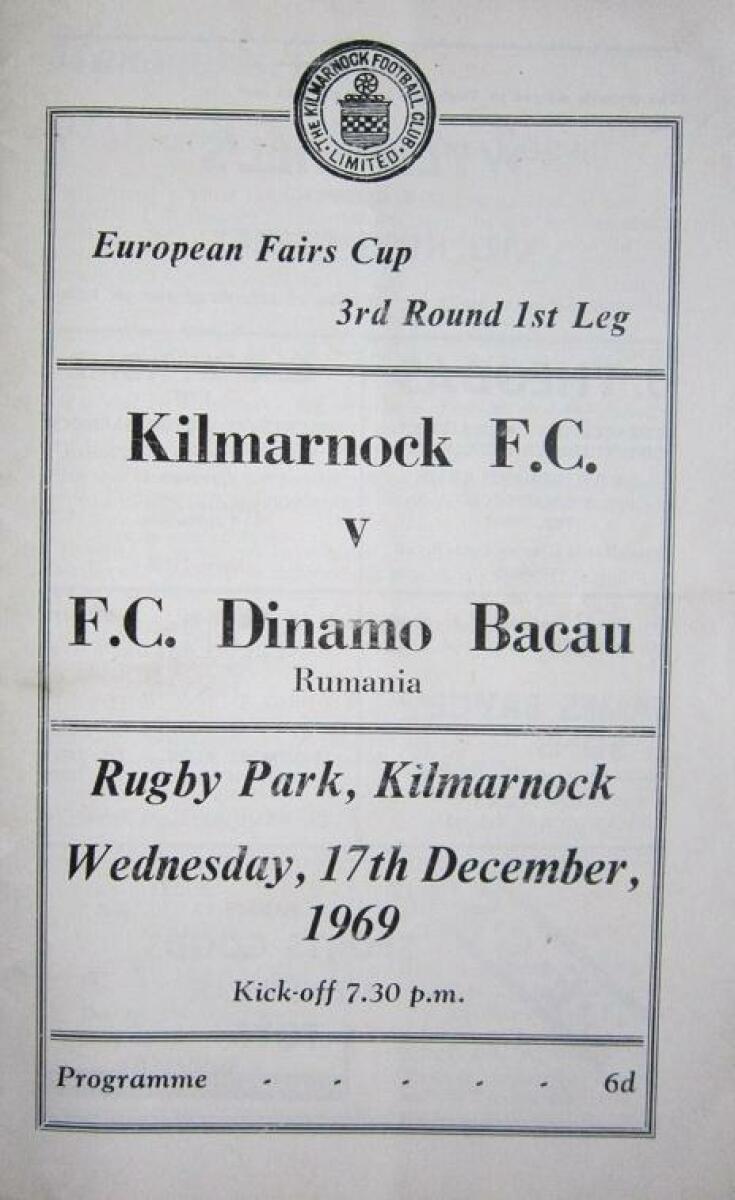 THE KILMARNOCK FOOTBALL CLUB
· LIMITED ·
European Fairs Cup
3rd Round 1st Leg
Kilmarnock F.C.
v
F.C. Dinamo Bacau
Rumania
Rugby Park, Kilmarnock
Wednesday, 17th December,
1969
Kick-off 7.30 p.m.
Programme - - - - - 6d